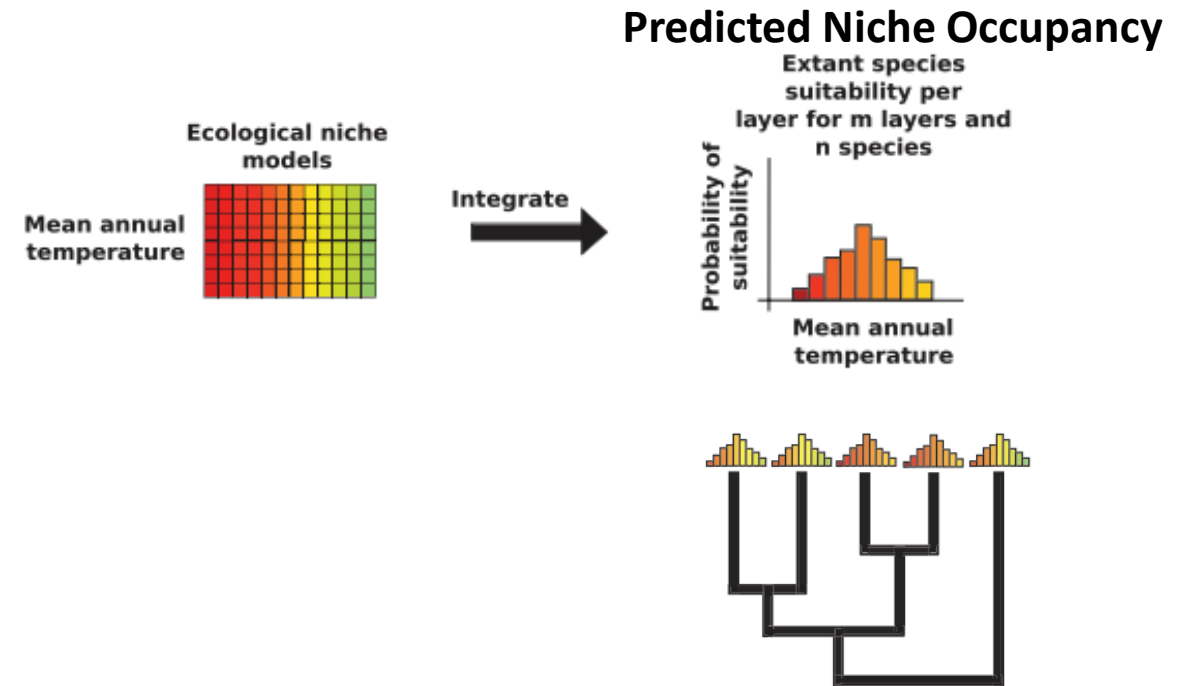 Predicted Niche Occupancy
Extant species
suitability per
layer for m layers and
n species
Ecological niche
models
Mean annual
temperature
Integrate
Probability of
suitability
Mean annual
temperature